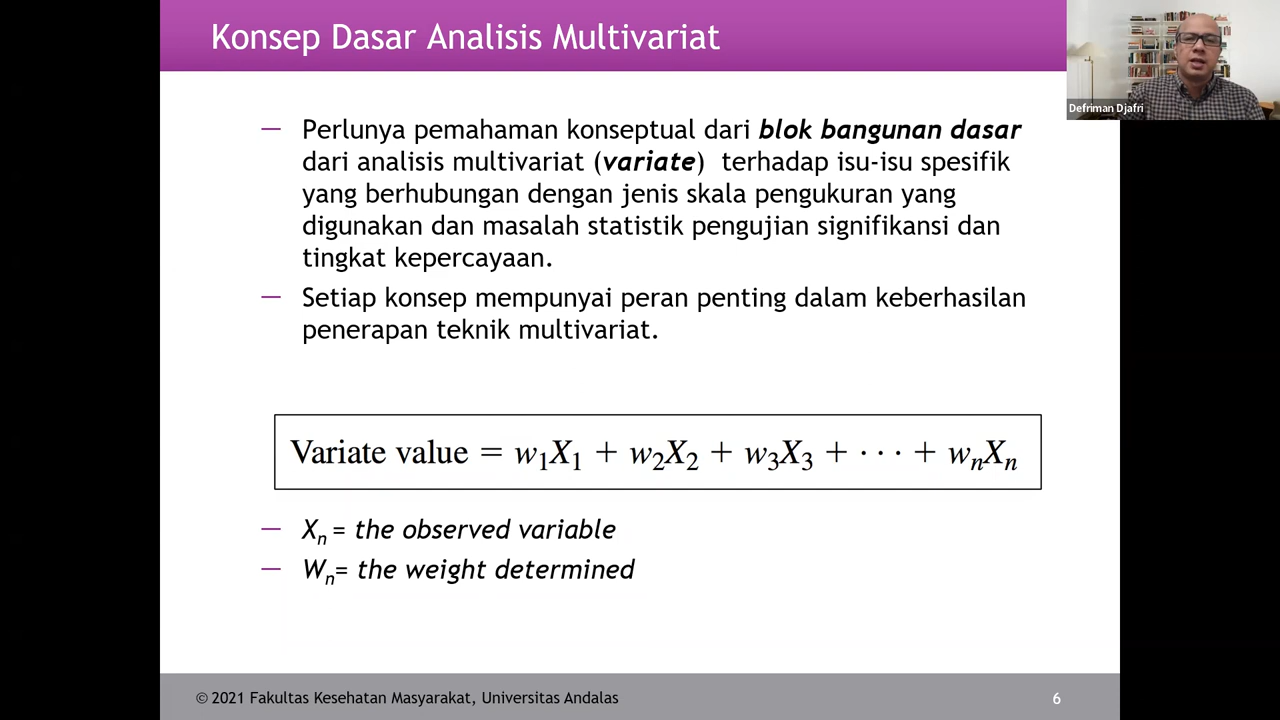 Konsep Dasar Analisis Multivariat
Defriman Djafri
— Perlunya pemahaman konseptual dari blok bangunan dasar
dari analisis multivariat (variate) terhadap isu-isu spesifik
yang berhubungan dengan jenis skala pengukuran yang
digunakan dan masalah statistik pengujian signifikansi dan
tingkat kepercayaan.
— Setiap konsep mempunyai peran penting dalam keberhasilan
penerapan teknik multivariat.
Variate value = w₁X₁ + w₂X₂ + w₃X₃ + · · · + wₙXₙ
— Xₙ = the observed variable
— Wₙ= the weight determined
© 2021 Fakultas Kesehatan Masyarakat, Universitas Andalas
6